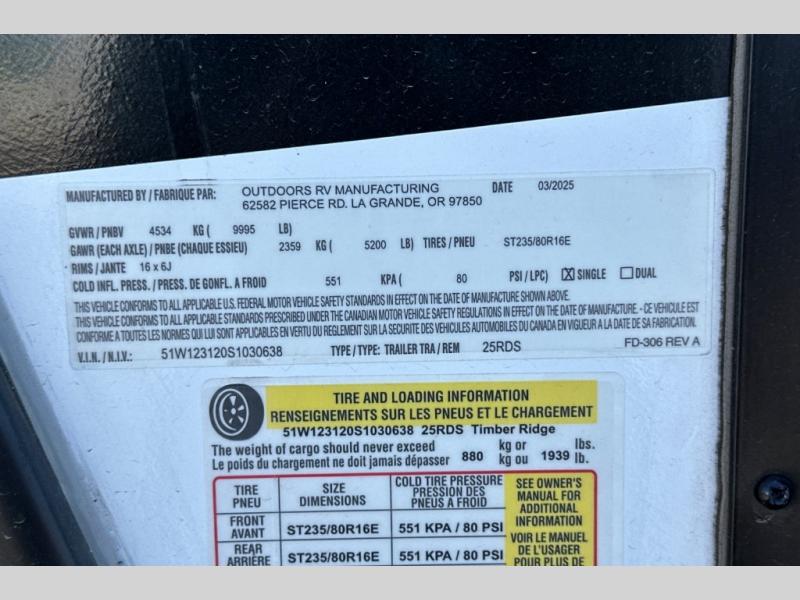 MANUFACTURED BY / FABRIQUE PAR: OUTDOORS RV MANUFACTURING DATE 03/2025
62582 PIERCE RD. LA GRANDE, OR 97850
GVWR / PNBV 4534 KG ( 9995 LB)
GAWR (EACH AXLE) / PNBE (CHAQUE ESSIEU) 2359 KG ( 5200 LB) TIRES / PNEU ST235/80R16E
RIMS / JANTE 16 x 6J
COLD INFL. PRESS. / PRESS. DE GONFL. A FROID 551 KPA ( 80 PSI / LPC) ☒ SINGLE ☐ DUAL
THIS VEHICLE CONFORMS TO ALL APPLICABLE U.S. FEDERAL MOTOR VEHICLE SAFETY STANDARDS IN EFFECT ON THE DATE OF MANUFACTURE SHOWN ABOVE.
THIS VEHICLE CONFORMS TO ALL APPLICABLE STANDARDS PRESCRIBED UNDER THE CANADIAN MOTOR VEHICLE SAFETY REGULATIONS IN EFFECT ON THE DATE OF MANUFACTURE. - CE VEHICULE EST
CONFORME A TOUTES LES NORMES QUI LUI SONT APPLICABLES EN VERTU DU REGLEMENT SUR LA SECURITE DES VEHICULES AUTOMOBILES DU CANADA EN VIGUEUR A LA DATE DE SA FABRICATION.
V.I.N. / N.I.V. 51W123120S1030638 TYPE / TYPE: TRAILER TRA / REM 25RDS FD-306 REV A
TIRE AND LOADING INFORMATION
RENSEIGNEMENTS SUR LES PNEUS ET LE CHARGEMENT
51W123120S1030638 25RDS Timber Ridge
The weight of cargo should never exceed kg or lbs.
Le poids du chargement ne doit jamais dépasser 880 kg ou 1939 lb.
TIRE
PNEU
SIZE
DIMENSIONS
COLD TIRE PRESSURE
PRESSION DES
PNEUS A FROID
SEE OWNER'S
MANUAL FOR
ADDITIONAL
INFORMATION
VOIR LE MANUEL
DE L'USAGER
POUR PLUS DE
FRONT
AVANT
ST235/80R16E
551 KPA / 80 PSI
REAR
ARRIÈRE
ST235/80R16E
551 KPA / 80 PSI